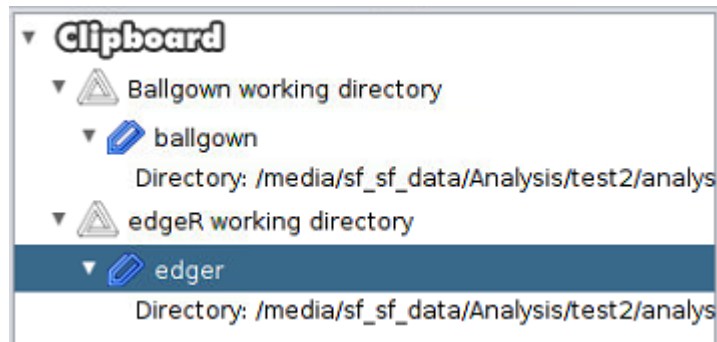 Clipboard
Ballgown working directory
ballgown
Directory: /media/sf_sf_data/Analysis/test2/analys
edgeR working directory
edger
Directory: /media/sf_sf_data/Analysis/test2/analys